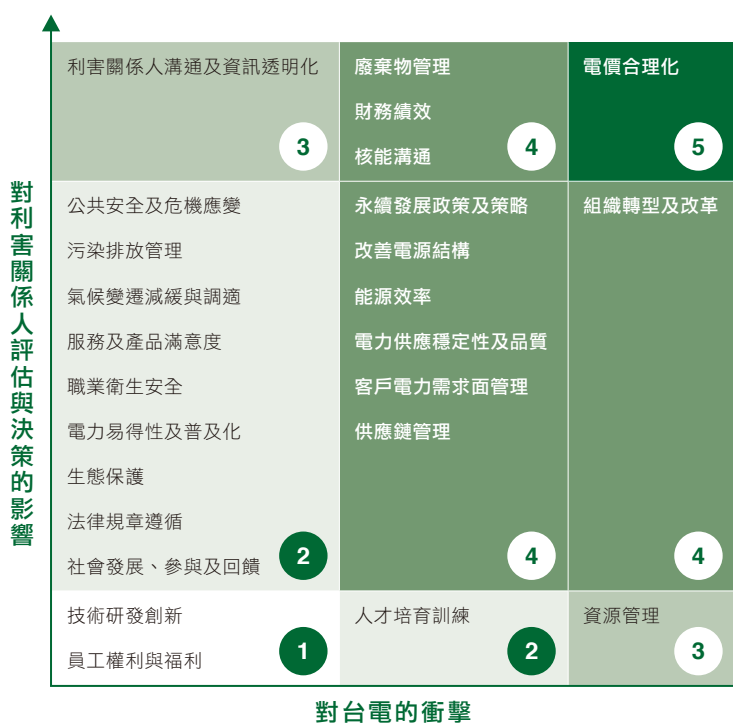 對利害關係人評估與決策的影響
利害關係人溝通及資訊透明化
3
廢棄物管理
財務績效
核能溝通
4
電價合理化
5
公共安全及危機應變
污染排放管理
氣候變遷減緩與調適
服務及產品滿意度
職業衛生安全
電力易得性及普及化
生態保護
法律規章遵循
社會發展、參與及回饋
2
永續發展政策及策略
改善電源結構
能源效率
電力供應穩定性及品質
客戶電力需求面管理
供應鏈管理
4
組織轉型及改革
4
技術研發創新
員工權利與福利
1
人才培育訓練
2
資源管理
3
對台電的衝擊